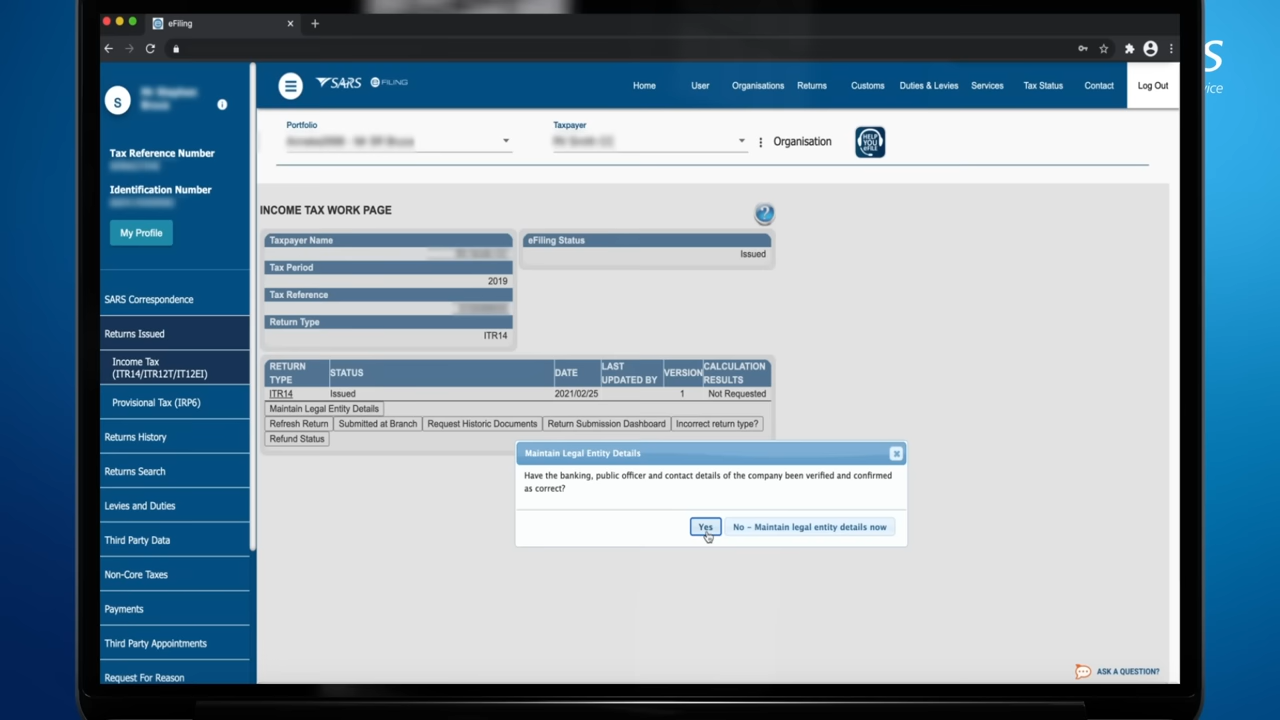 eFiling
S
vice
S
Tax Reference Number
Identification Number
My Profile
SARS Correspondence
Returns Issued
Income Tax
(ITR14/ITR12T/IT12EI)
Provisional Tax (IRP6)
Returns History
Returns Search
Levies and Duties
Third Party Data
Non-Core Taxes
Payments
Third Party Appointments
Request For Reason
SARS eFILING
Home User Organisations Returns Customs Duties & Levies Services Tax Status Contact Log Out
Portfolio
Taxpayer
Organisation
HELP YOU eFILE
INCOME TAX WORK PAGE
?
Taxpayer Name
Tax Period
2019
Tax Reference
Return Type
ITR14
eFiling Status
Issued
RETURN TYPE STATUS DATE LAST UPDATED BY VERSION CALCULATION RESULTS
ITR14 Issued 2021/02/25 1 Not Requested
Maintain Legal Entity Details
Refresh Return Submitted at Branch Request Historic Documents Return Submission Dashboard Incorrect return type?
Refund Status
Maintain Legal Entity Details
Have the banking, public officer and contact details of the company been verified and confirmed
as correct?
Yes No - Maintain legal entity details now
ASK A QUESTION?